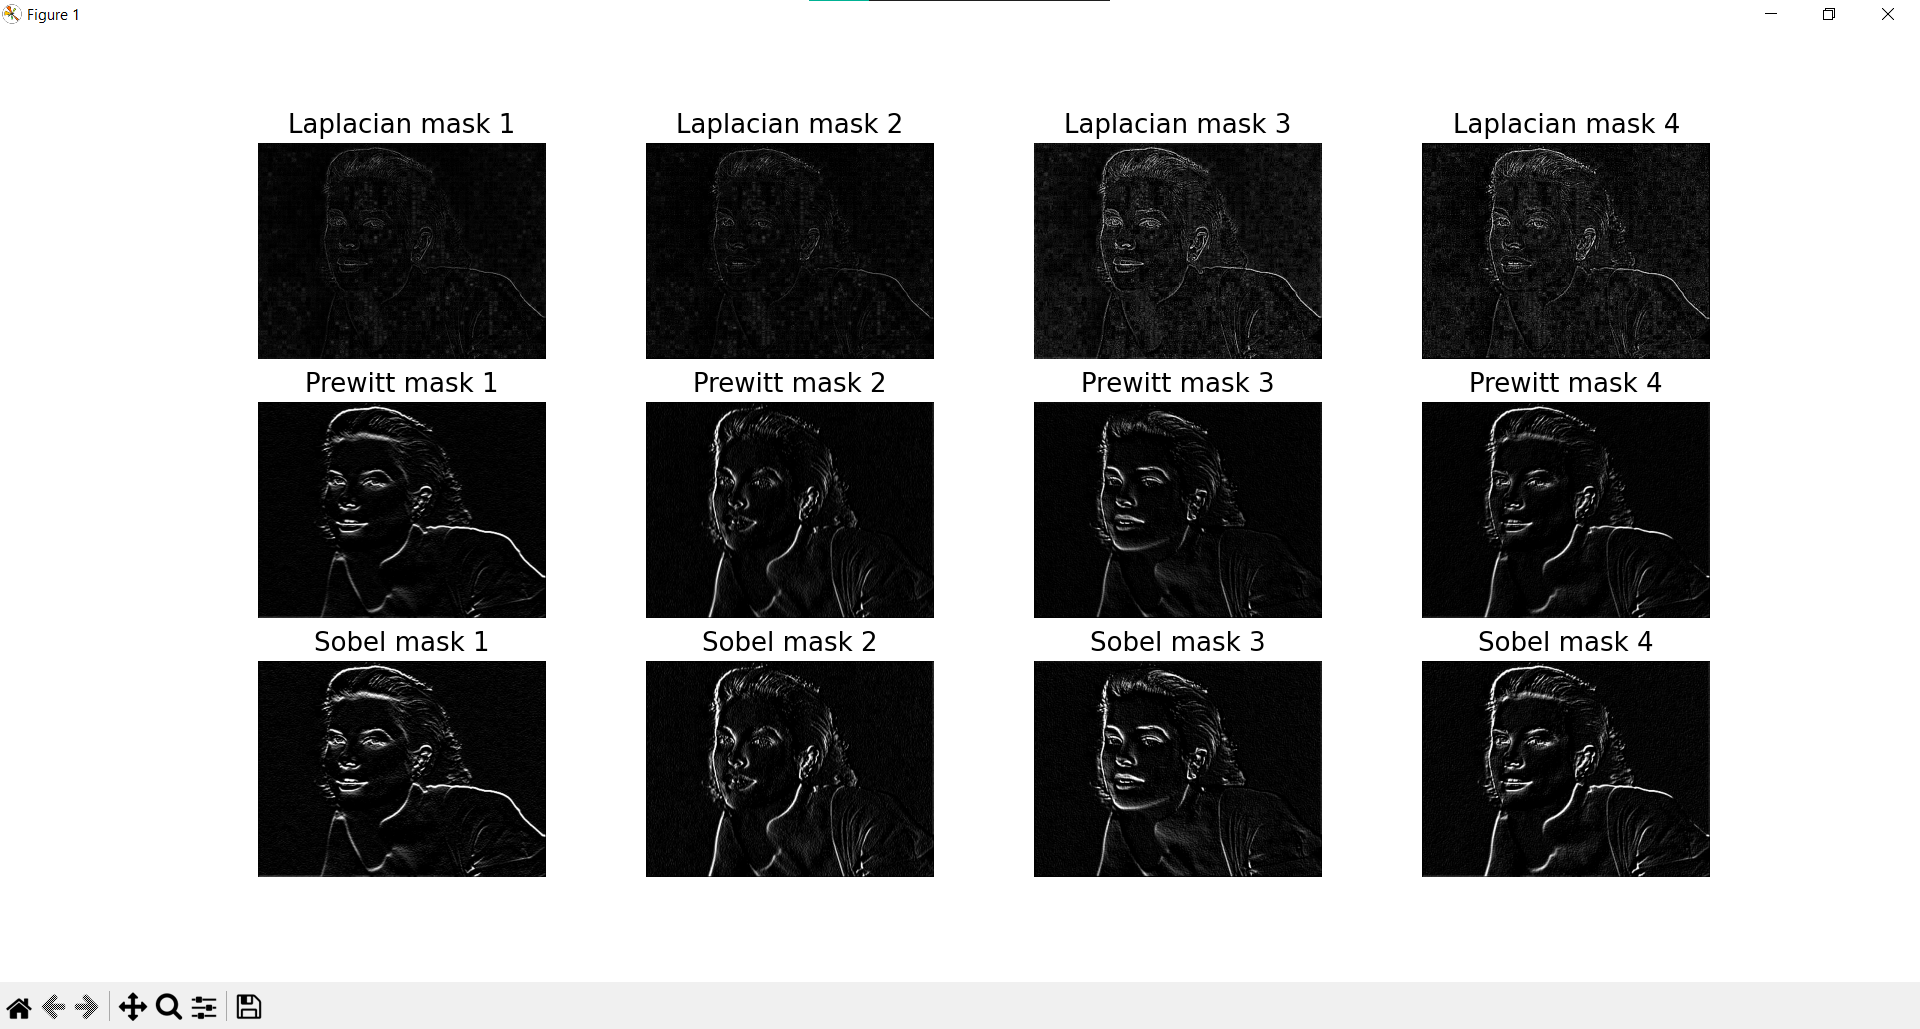 Figure 1
Laplacian mask 1
Laplacian mask 2
Laplacian mask 3
Laplacian mask 4
Prewitt mask 1
Prewitt mask 2
Prewitt mask 3
Prewitt mask 4
Sobel mask 1
Sobel mask 2
Sobel mask 3
Sobel mask 4